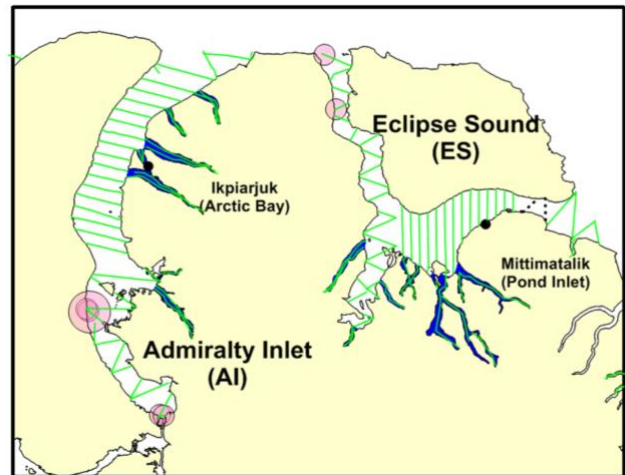 Eclipse Sound
(ES)
Ikpiarjuk
(Arctic Bay)
Mittimatalik
(Pond Inlet)
Admiralty Inlet
(AI)